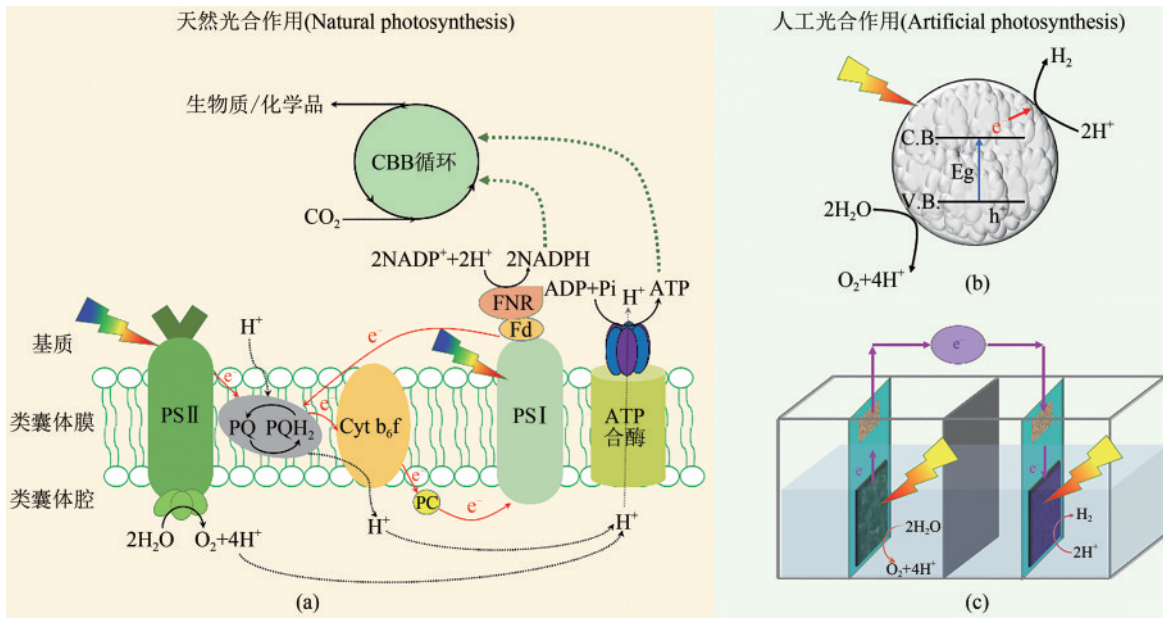 天然光合作用(Natural photosynthesis)
生物质/化学品
CBB循环
CO₂
2NADP⁺+2H⁺
2NADPH
ADP+Pi
H⁺
ATP
FNR
Fd
e⁻
H⁺
基质
e⁻
e⁻
PSⅡ
PQ
PQH₂
Cyt b₆f
PSⅠ
ATP
合酶
类囊体膜
类囊体腔
e⁻
PC
e⁻
2H₂O
O₂+4H⁺
H⁺
H⁺
(a)
人工光合作用(Artificial photosynthesis)
H₂
e⁻
2H⁺
C.B.
Eg
V.B.
h⁺
2H₂O
O₂+4H⁺
(b)
e⁻
e⁻
e⁻
2H₂O
O₂+4H⁺
H₂
2H⁺
(c)